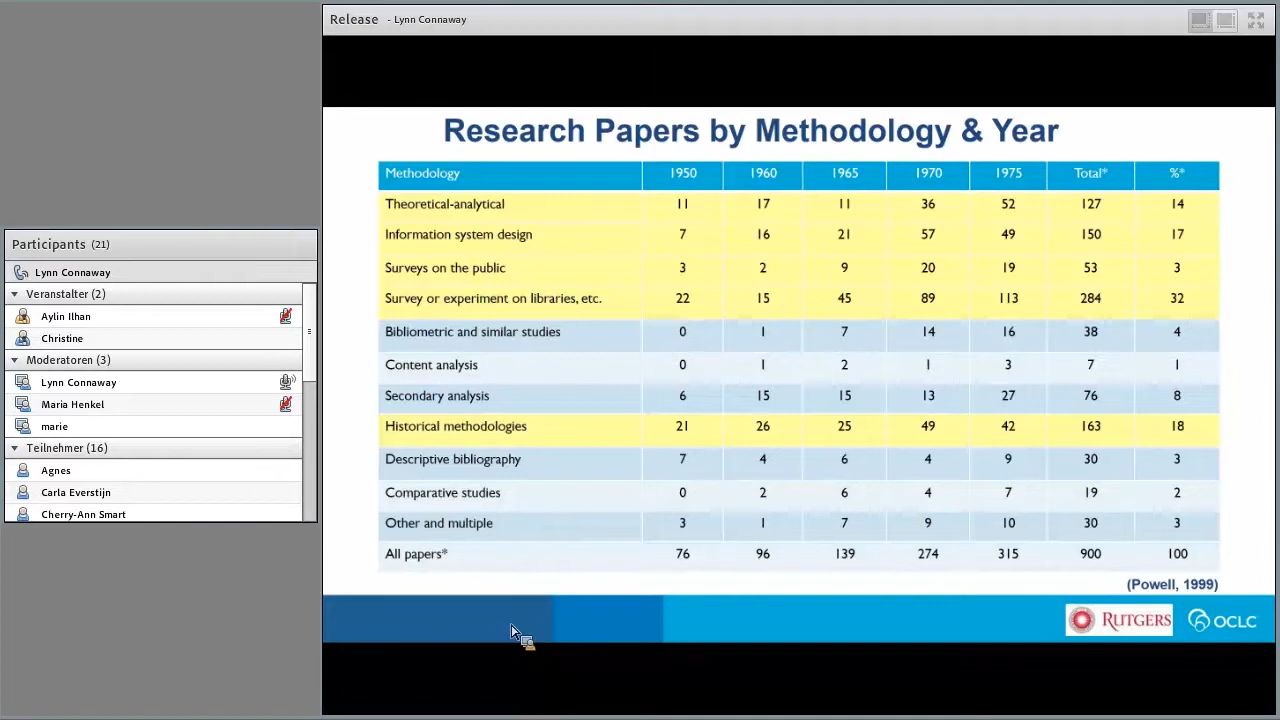 Release - Lynn Connaway
Participants (21)
Lynn Connaway
Veranstalter (2)
Aylin Ilhan
Christine
Moderatoren (3)
Lynn Connaway
Maria Henkel
marie
Teilnehmer (16)
Agnes
Carla Everstijn
Cherry-Ann Smart
Research Papers by Methodology & Year
Methodology 1950 1960 1965 1970 1975 Total* %*
Theoretical-analytical 11 17 11 36 52 127 14
Information system design 7 16 21 57 49 150 17
Surveys on the public 3 2 9 20 19 53 3
Survey or experiment on libraries, etc. 22 15 45 89 113 284 32
Bibliometric and similar studies 0 1 7 14 16 38 4
Content analysis 0 1 2 1 3 7 1
Secondary analysis 6 15 15 13 27 76 8
Historical methodologies 21 26 25 49 42 163 18
Descriptive bibliography 7 4 6 4 9 30 3
Comparative studies 0 2 6 4 7 19 2
Other and multiple 3 1 7 9 10 30 3
All papers* 76 96 139 274 315 900 100
(Powell, 1999)
RUTGERS OCLC